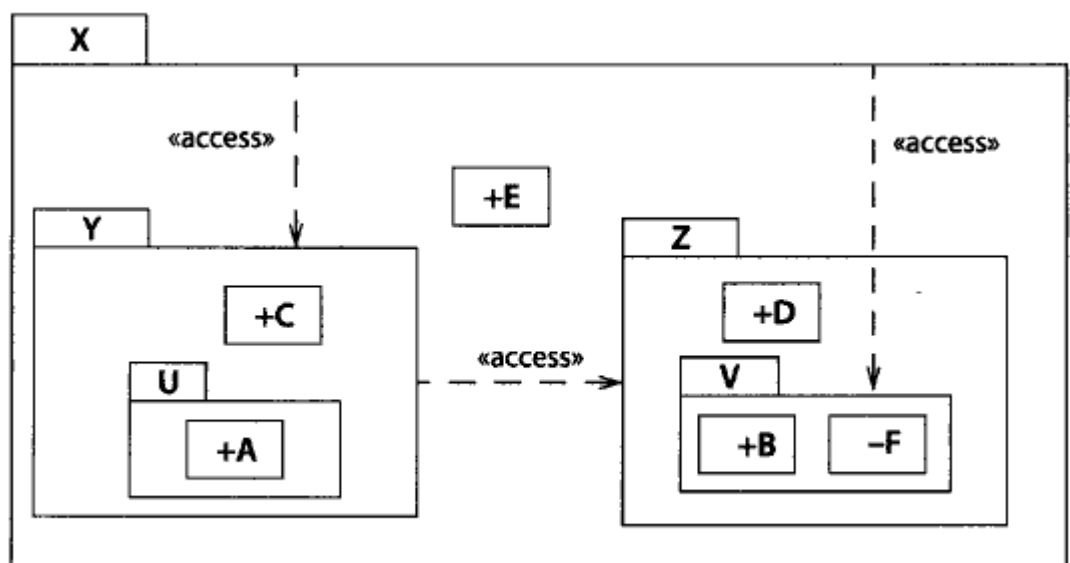 X
«access»
«access»
+E
Y
Z
+C
+D
«access»
U
V
+A
+B
–F